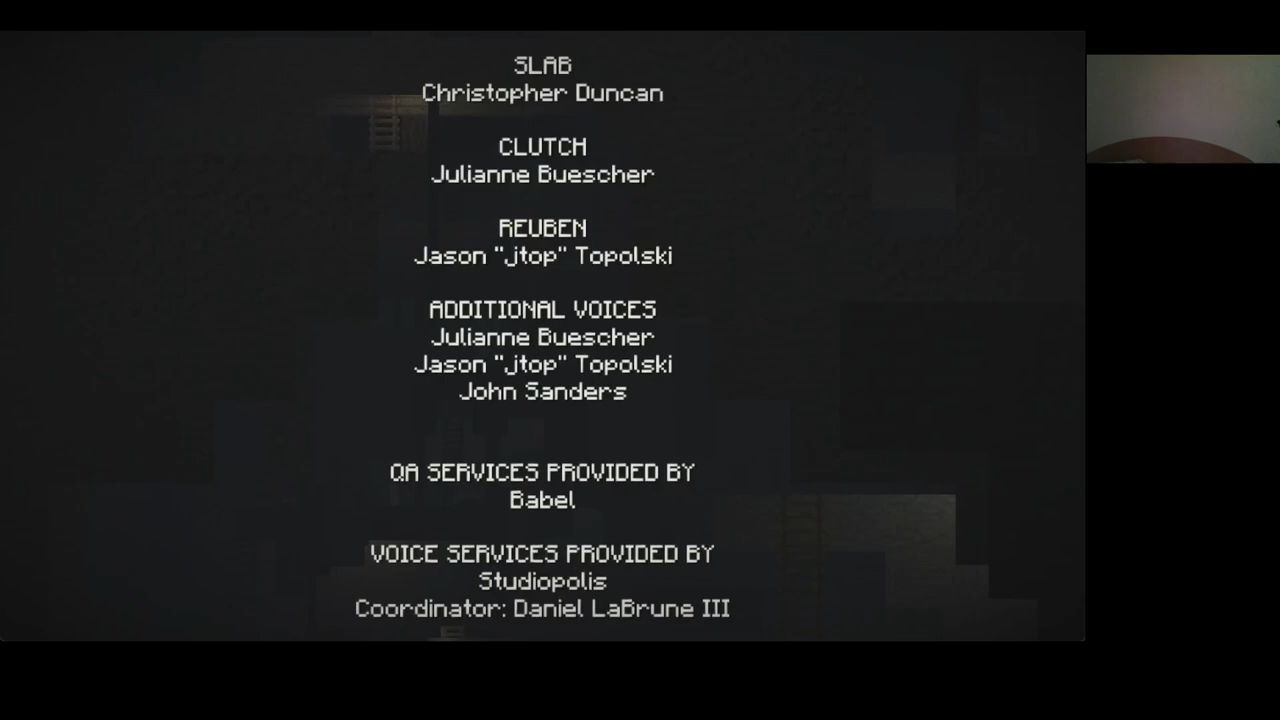 SLAB
Christopher Duncan
CLUTCH
Julianne Buescher
REUBEN
Jason "jtop" Topolski
ADDITIONAL VOICES
Julianne Buescher
Jason "jtop" Topolski
John Sanders
QA SERVICES PROVIDED BY
Babel
VOICE SERVICES PROVIDED BY
Studiopolis
Coordinator: Daniel LaBrune III